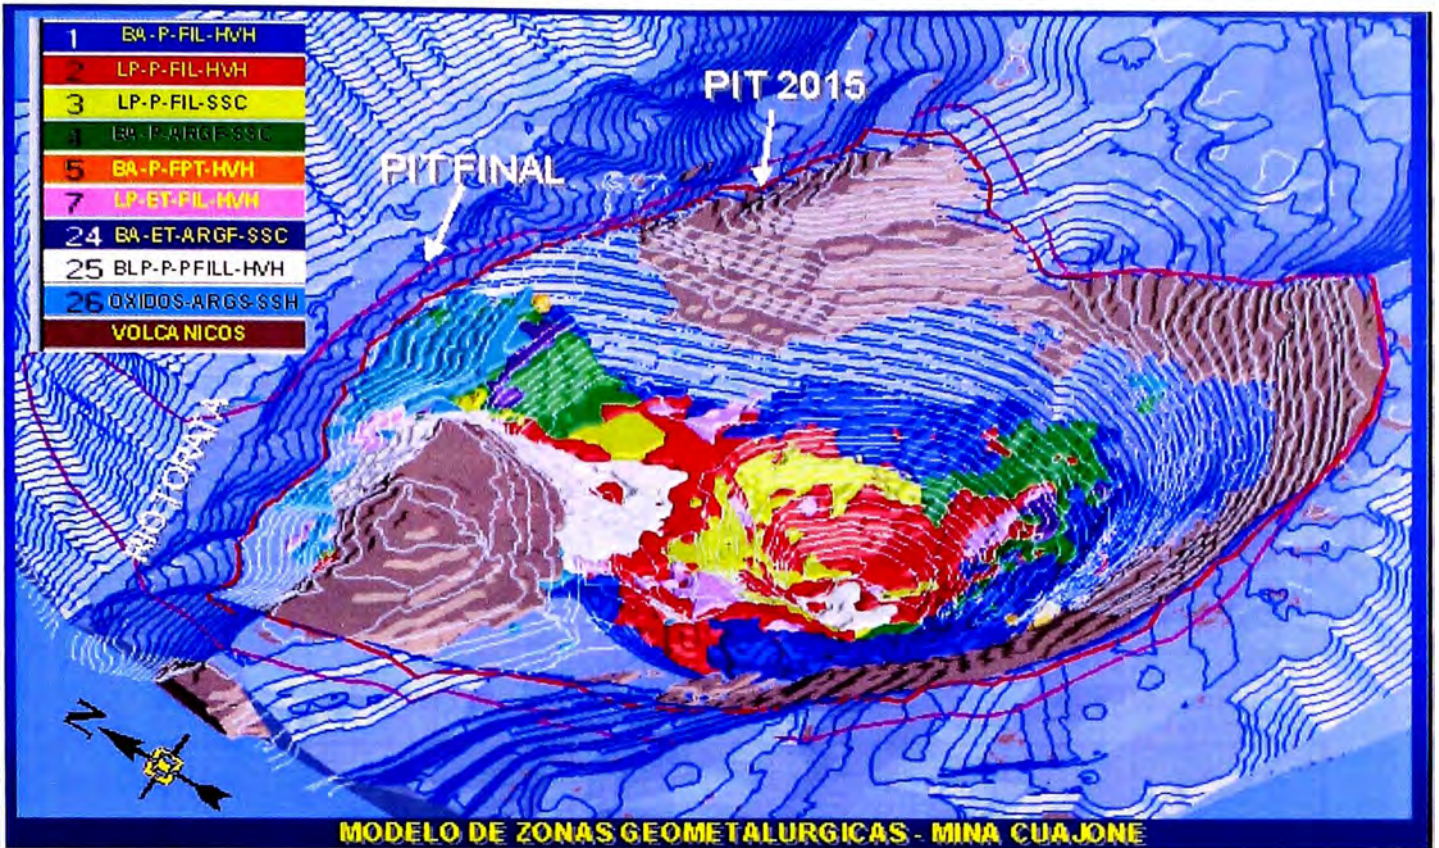 1 BA-P-FIL-HVH
2 LP-P-FIL-HVH
3 LP-P-FIL-SSC
4 BA-P-ARGF-SSC
5 BA-P-FPT-HVH
7 LP-ET-FIL-HVH
24 BA-ET-ARGF-SSC
25 BLP-P-PFILL-HVH
26 OXIDOS-ARGS-SSH
VOLCANICOS
PIT 2015
PIT FINAL
RIO TORATA
N
MODELO DE ZONAS GEOMETALURGICAS - MINA CUAJONE